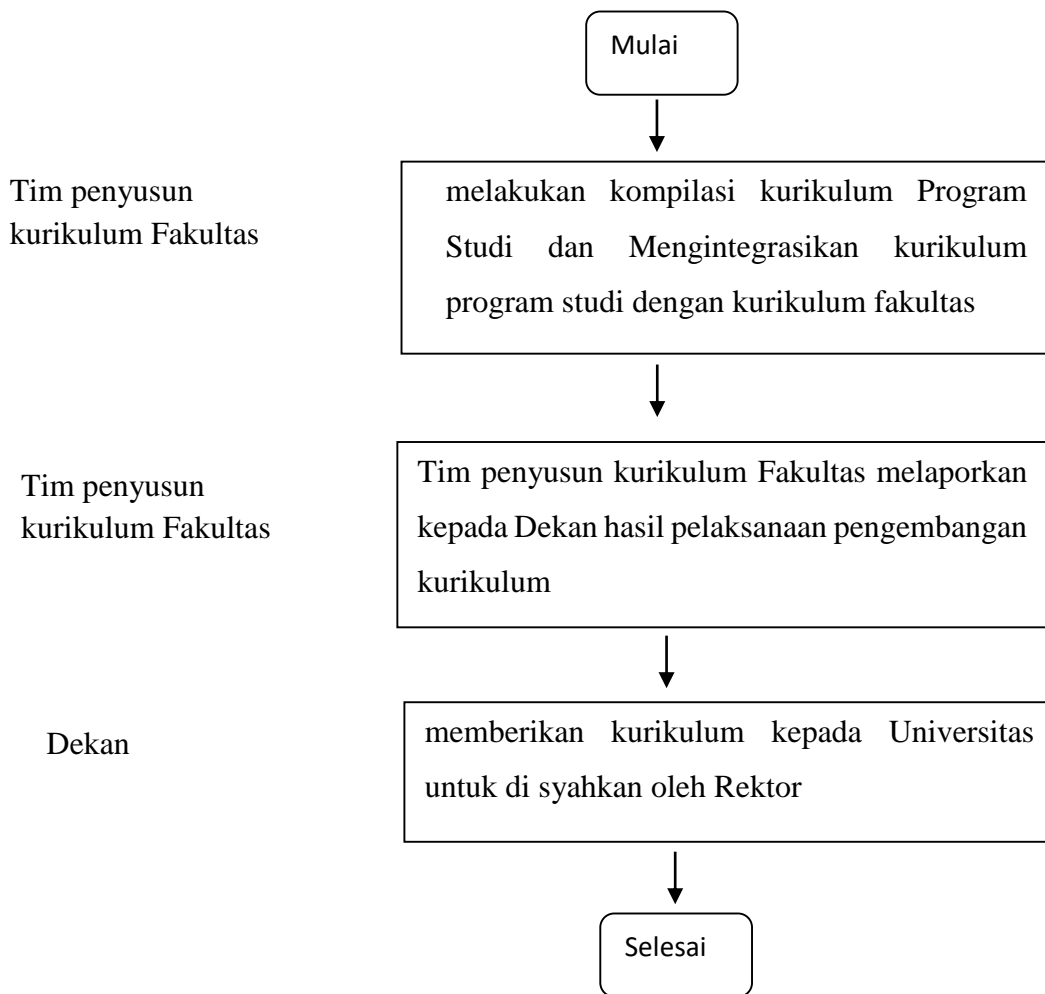 Mulai
Tim penyusun
kurikulum Fakultas
melakukan kompilasi kurikulum Program
Studi dan Mengintegrasikan kurikulum
program studi dengan kurikulum fakultas
Tim penyusun
kurikulum Fakultas
Tim penyusun kurikulum Fakultas melaporkan
kepada Dekan hasil pelaksanaan pengembangan
kurikulum
Dekan
memberikan kurikulum kepada Universitas
untuk di syahkan oleh Rektor
Selesai